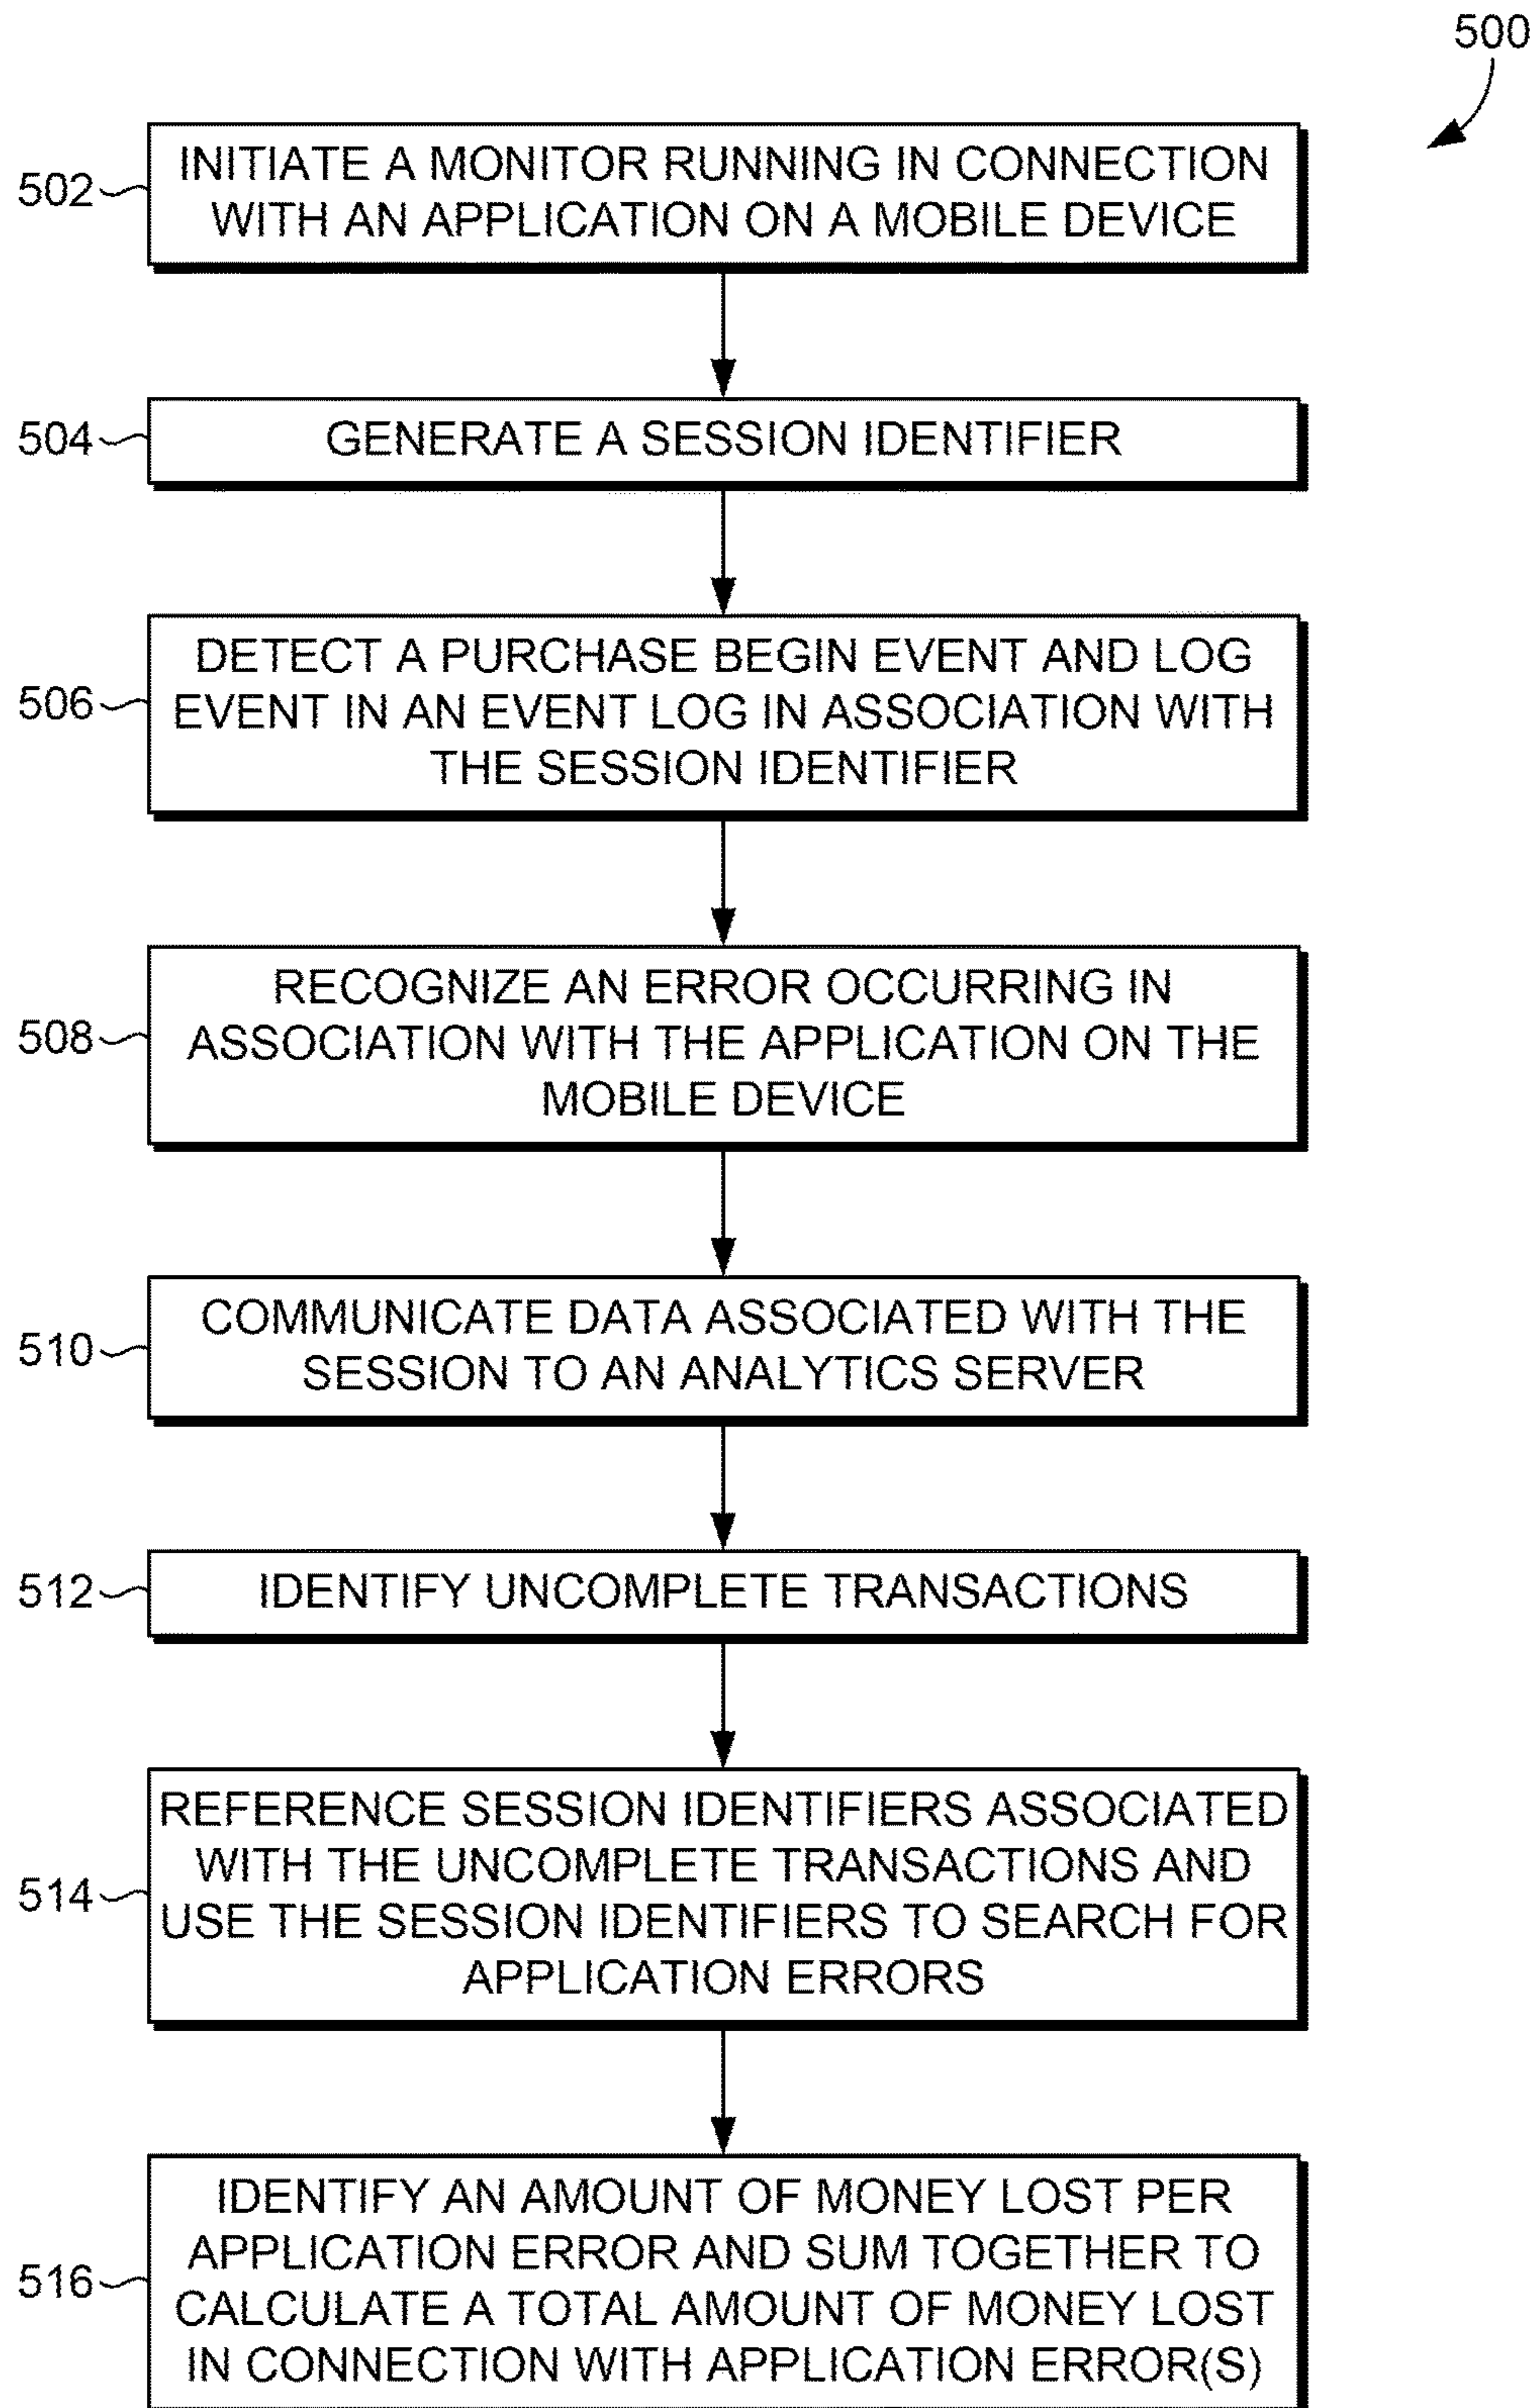 500
502
INITIATE A MONITOR RUNNING IN CONNECTION
WITH AN APPLICATION ON A MOBILE DEVICE
504
GENERATE A SESSION IDENTIFIER
506
DETECT A PURCHASE BEGIN EVENT AND LOG
EVENT IN AN EVENT LOG IN ASSOCIATION WITH
THE SESSION IDENTIFIER
508
RECOGNIZE AN ERROR OCCURRING IN
ASSOCIATION WITH THE APPLICATION ON THE
MOBILE DEVICE
510
COMMUNICATE DATA ASSOCIATED WITH THE
SESSION TO AN ANALYTICS SERVER
512
IDENTIFY UNCOMPLETE TRANSACTIONS
514
REFERENCE SESSION IDENTIFIERS ASSOCIATED
WITH THE UNCOMPLETE TRANSACTIONS AND
USE THE SESSION IDENTIFIERS TO SEARCH FOR
APPLICATION ERRORS
516
IDENTIFY AN AMOUNT OF MONEY LOST PER
APPLICATION ERROR AND SUM TOGETHER TO
CALCULATE A TOTAL AMOUNT OF MONEY LOST
IN CONNECTION WITH APPLICATION ERROR(S)